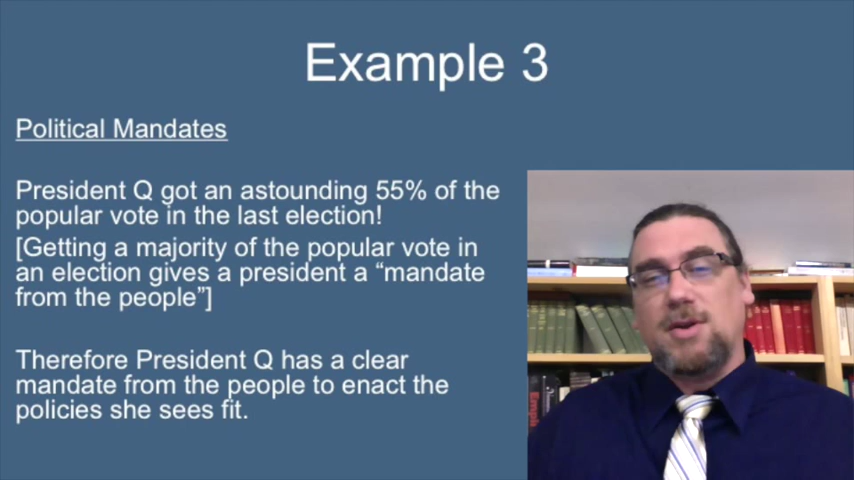 Example 3
Political Mandates
President Q got an astounding 55% of the
popular vote in the last election!
[Getting a majority of the popular vote in
an election gives a president a “mandate
from the people”]
Therefore President Q has a clear
mandate from the people to enact the
policies she sees fit.
Empire